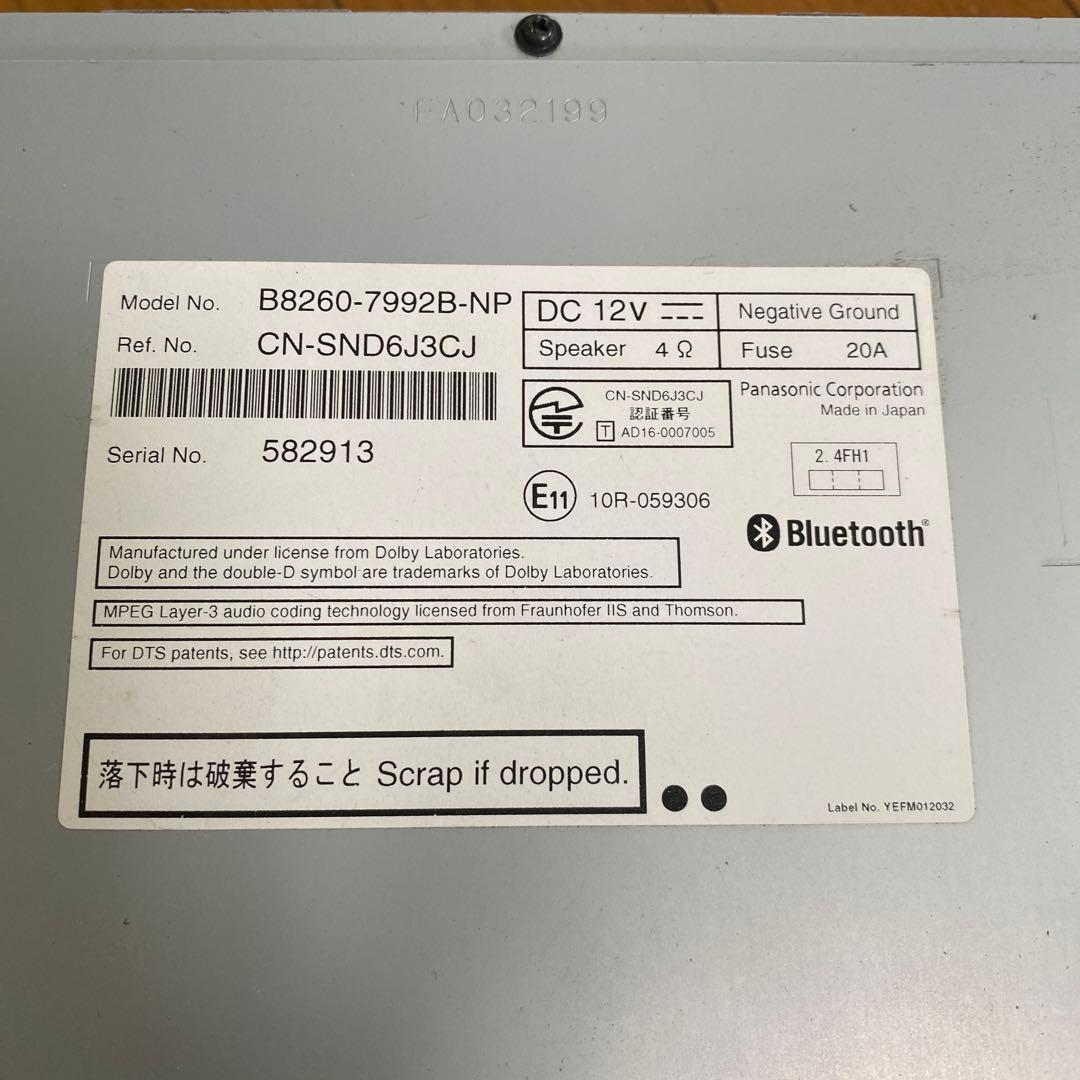 FA032199
Model No. B8260-7992B-NP
Ref. No. CN-SND6J3CJ
Serial No. 582913
DC 12V Negative Ground
Speaker 4 Ω Fuse 20A
CN-SND6J3CJ
認証番号
T AD16-0007005
Panasonic Corporation
Made in Japan
2.4FH1
E11 10R-059306
Bluetooth®
Manufactured under license from Dolby Laboratories.
Dolby and the double-D symbol are trademarks of Dolby Laboratories.
MPEG Layer-3 audio coding technology licensed from Fraunhofer IIS and Thomson.
For DTS patents, see http://patents.dts.com.
落下時は破棄すること Scrap if dropped.
Label No. YEFM012032